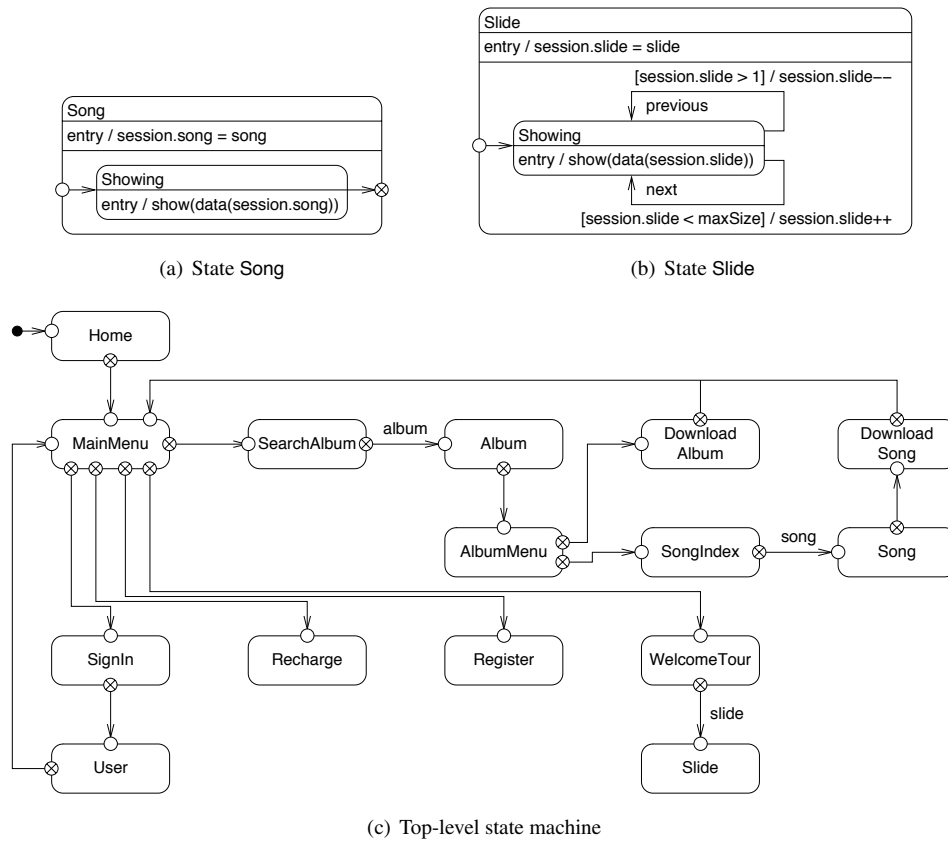 Song
entry / session.song = song
Showing
entry / show(data(session.song))
(a) State Song
Slide
entry / session.slide = slide
[session.slide > 1] / session.slide−−
previous
Showing
entry / show(data(session.slide))
next
[session.slide < maxSize] / session.slide++
(b) State Slide
Home
MainMenu
SearchAlbum
album
Album
Download
Album
Download
Song
AlbumMenu
SongIndex
song
Song
SignIn
Recharge
Register
WelcomeTour
slide
User
Slide
(c) Top-level state machine